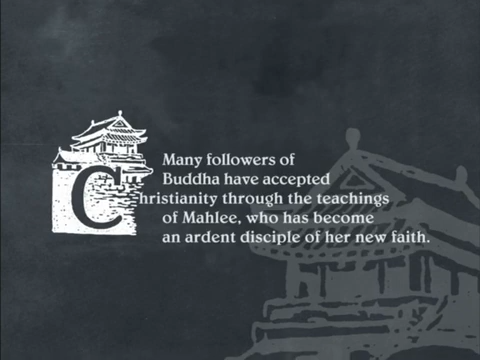 Many followers of
Buddha have accepted
Christianity through the teachings
of Mahlee, who has become
an ardent disciple of her new faith.